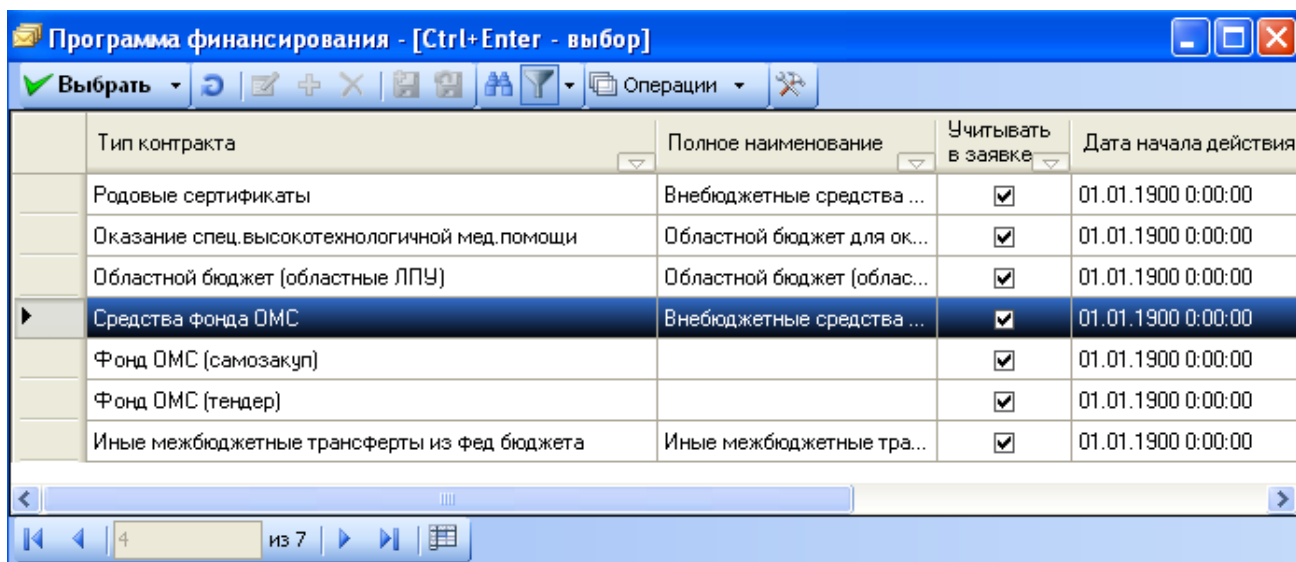 Программа финансирования - [Ctrl+Enter - выбор]
Выбрать Операции
Тип контракта Полное наименование Учитывать в заявке Дата начала действия
Родовые сертификаты Внебюджетные средства ... 01.01.1900 0:00:00
Оказание спец.высокотехнологичной мед.помощи Областной бюджет для ок... 01.01.1900 0:00:00
Областной бюджет (областные ЛПУ) Областной бюджет (облас... 01.01.1900 0:00:00
Средства фонда ОМС Внебюджетные средства ... 01.01.1900 0:00:00
Фонд ОМС (самозакуп) 01.01.1900 0:00:00
Фонд ОМС (тендер) 01.01.1900 0:00:00
Иные межбюджетные трансферты из фед бюджета Иные межбюджетные тра... 01.01.1900 0:00:00
4 из 7